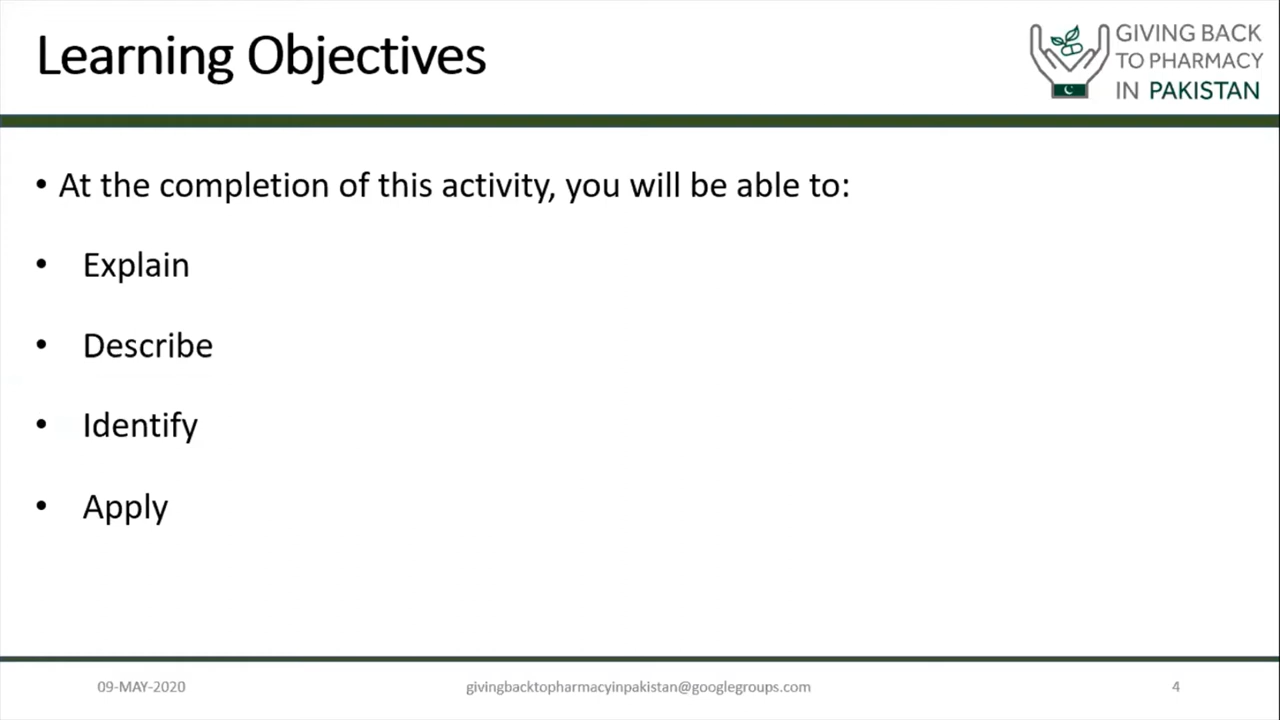 Learning Objectives
GIVING BACK
TO PHARMACY
IN PAKISTAN
• At the completion of this activity, you will be able to:
• Explain
• Describe
• Identify
• Apply
09-MAY-2020
givingbacktopharmacyinpakistan@googlegroups.com
4